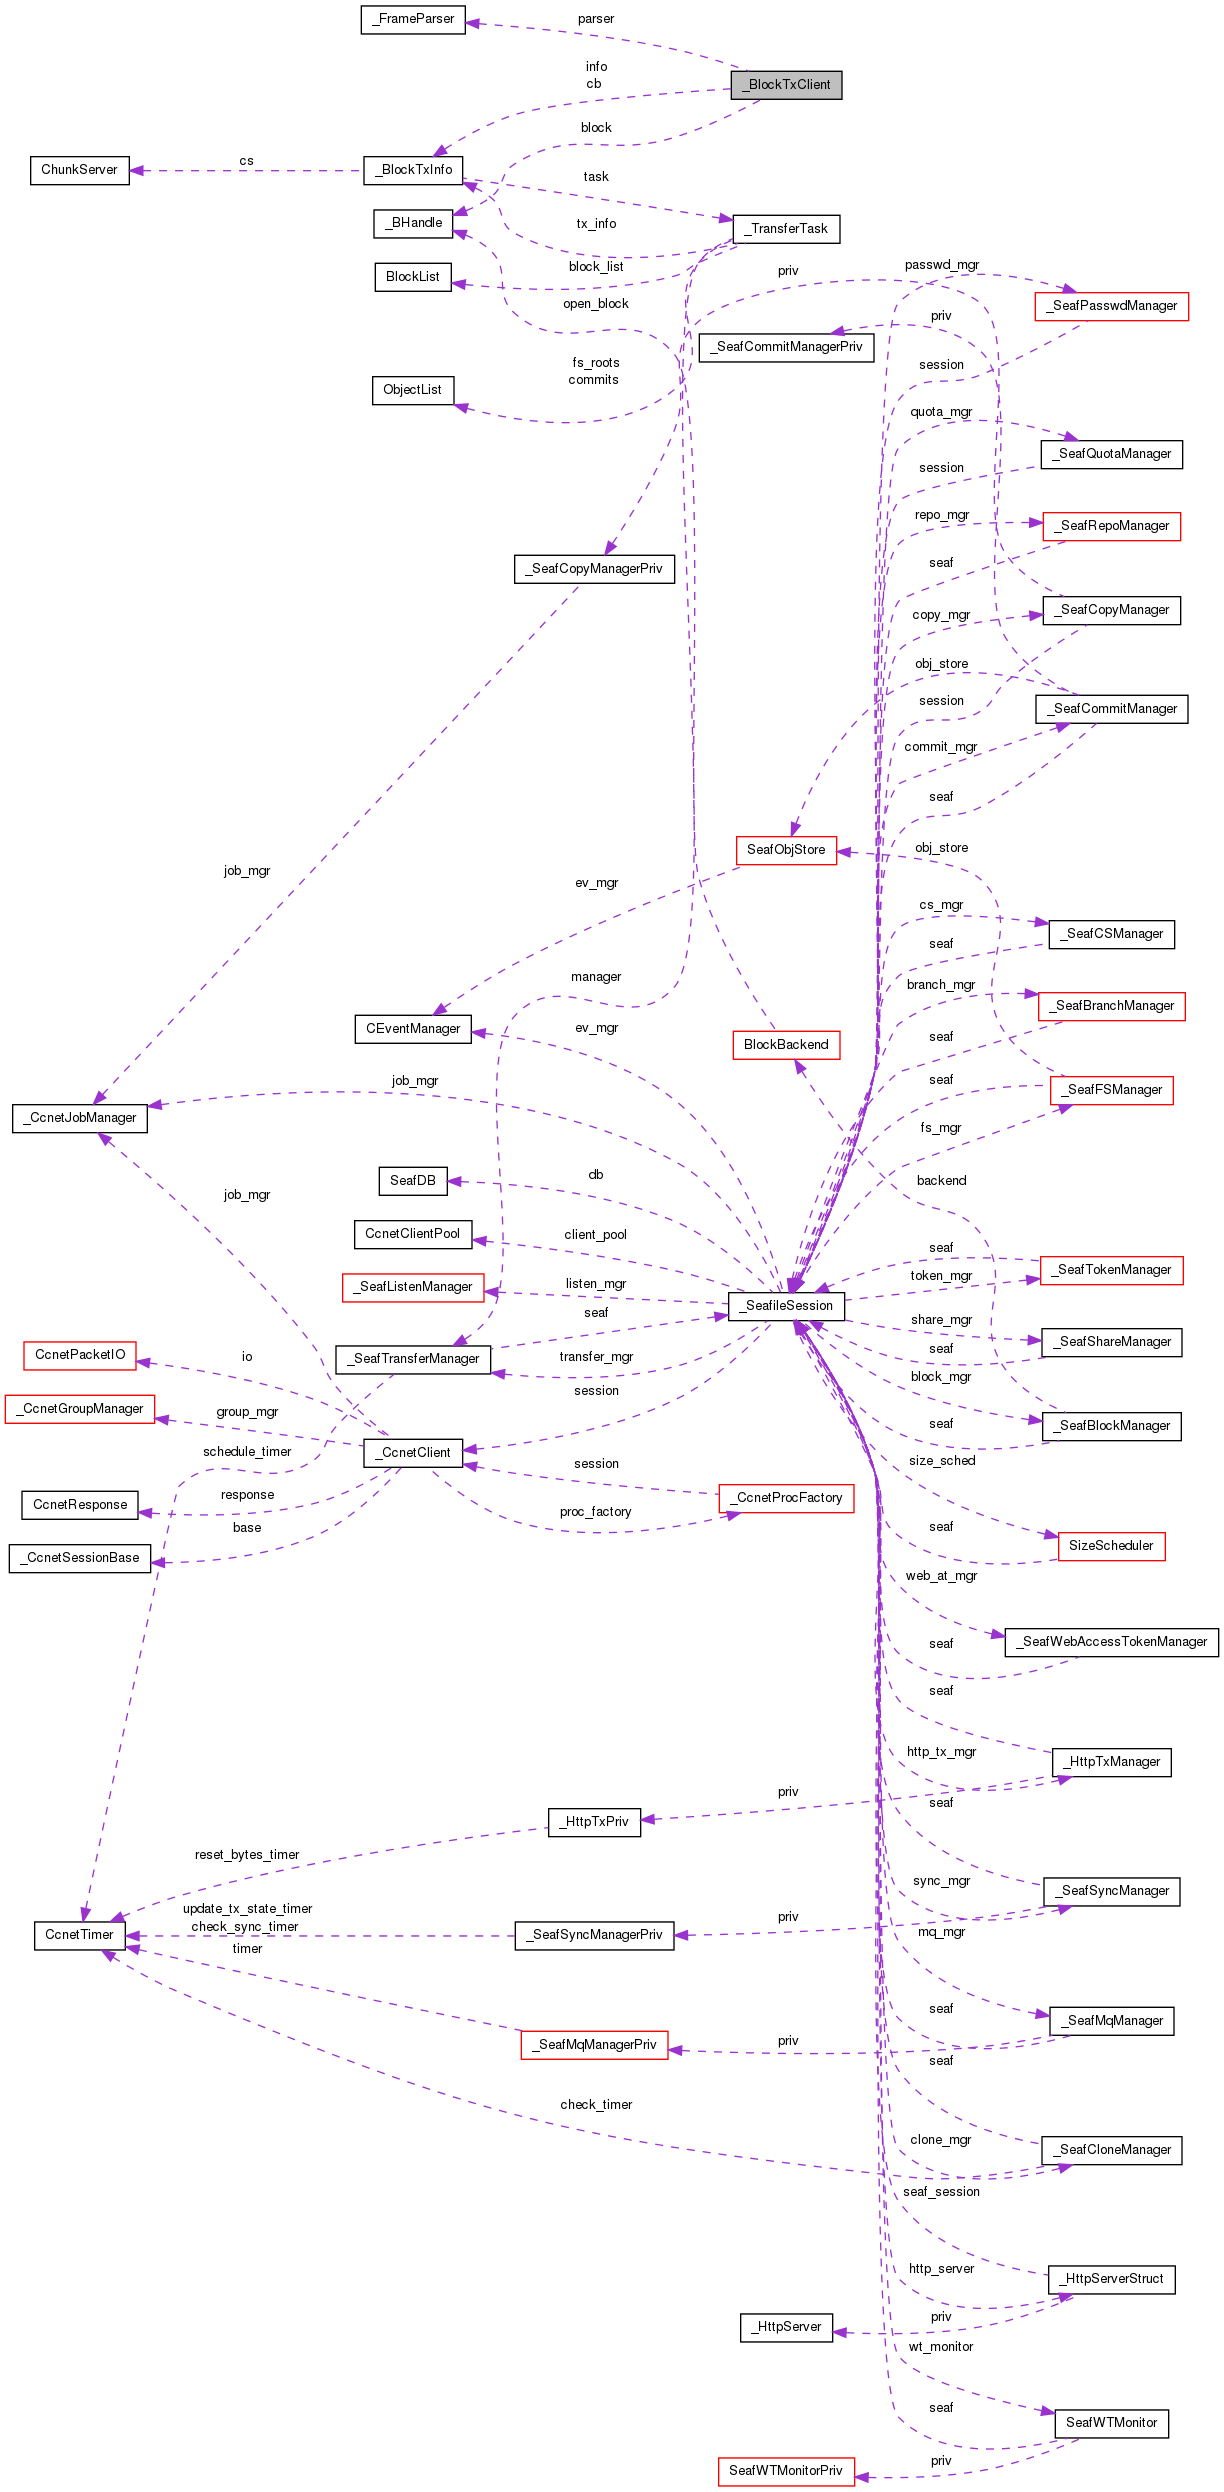 _FrameParser
parser
_BlockTxClient
info
cb
block
ChunkServer
cs
_BlockTxInfo
task
_BHandle
tx_info
_TransferTask
BlockList
block_list
open_block
priv
passwd_mgr
_SeafPasswdManager
priv
_SeafCommitManagerPriv
session
ObjectList
fs_roots
commits
quota_mgr
_SeafQuotaManager
session
repo_mgr
_SeafRepoManager
seaf
_SeafCopyManagerPriv
copy_mgr
_SeafCopyManager
obj_store
session
_SeafCommitManager
commit_mgr
seaf
SeafObjStore
obj_store
job_mgr
ev_mgr
cs_mgr
_SeafCSManager
seaf
manager
branch_mgr
_SeafBranchManager
CEventManager
ev_mgr
BlockBackend
seaf
job_mgr
seaf
_SeafFSManager
_CcnetJobManager
fs_mgr
SeafDB
db
backend
job_mgr
CcnetClientPool
client_pool
seaf
_SeafTokenManager
token_mgr
_SeafListenManager
listen_mgr
_SeafileSession
seaf
share_mgr
_SeafShareManager
seaf
CcnetPacketIO
io
_SeafTransferManager
transfer_mgr
block_mgr
session
_CcnetGroupManager
group_mgr
seaf
_SeafBlockManager
schedule_timer
_CcnetClient
session
size_sched
CcnetResponse
response
_CcnetProcFactory
proc_factory
base
seaf
_CcnetSessionBase
SizeScheduler
web_at_mgr
_SeafWebAccessTokenManager
seaf
seaf
http_tx_mgr
_HttpTxManager
priv
seaf
_HttpTxPriv
reset_bytes_timer
sync_mgr
_SeafSyncManager
update_tx_state_timer
check_sync_timer
priv
CcnetTimer
_SeafSyncManagerPriv
mq_mgr
timer
seaf
_SeafMqManager
_SeafMqManagerPriv
priv
seaf
check_timer
clone_mgr
_SeafCloneManager
seaf_session
http_server
_HttpServerStruct
_HttpServer
priv
wt_monitor
seaf
SeafWTMonitor
priv
SeafWTMonitorPriv